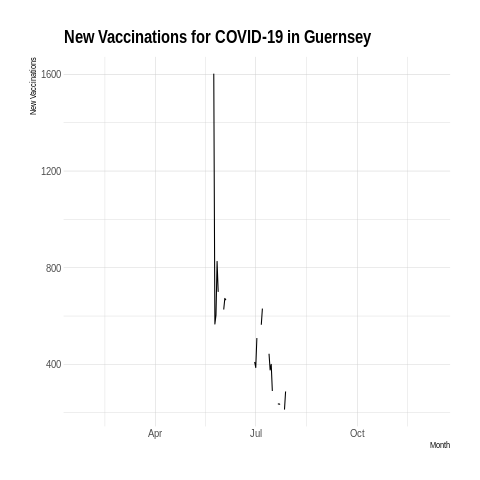 New Vaccinations for COVID-19 in Guernsey
New Vaccinations
1600
1200
800
400
Apr Jul Oct
Month